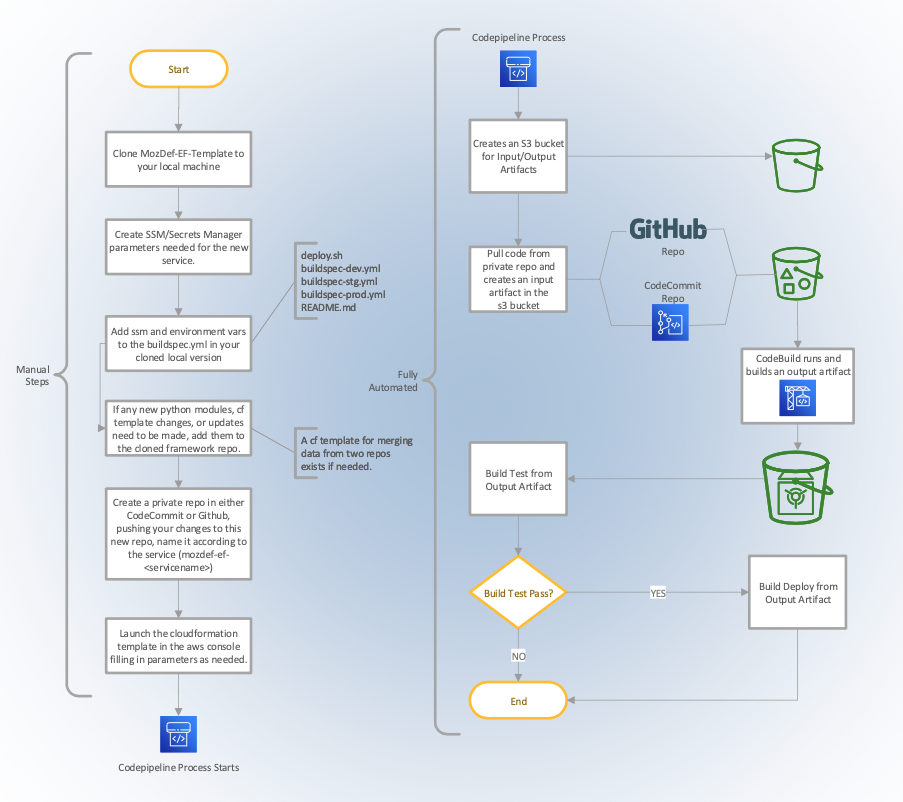 Start
Clone MozDef-EF-Template to
your local machine
Create SSM/Secrets Manager
parameters needed for the new
service.
Add ssm and environment vars
to the buildspec.yml in your
cloned local version
deploy.sh
buildspec-dev.yml
buildspec-stg.yml
buildspec-prod.yml
README.md
Manual
Steps
If any new python modules, cf
template changes, or updates
need to be made, add them to
the cloned framework repo.
A cf template for merging
data from two repos
exists if needed.
Create a private repo in either
CodeCommit or Github,
pushing your changes to this
new repo, name it according to
the service (mozdef-ef-
<servicename>)
Launch the cloudformation
template in the aws console
filling in parameters as needed.
Codepipeline Process Starts
Fully
Automated
Codepipeline Process
Creates an S3 bucket
for Input/Output
Artifacts
Pull code from
private repo and
creates an input
artifact in the
s3 bucket
GitHub
Repo
CodeCommit
Repo
CodeBuild runs and
builds an output artifact
Build Test from
Output Artifact
Build Test Pass?
YES
Build Deploy from
Output Artifact
NO
End